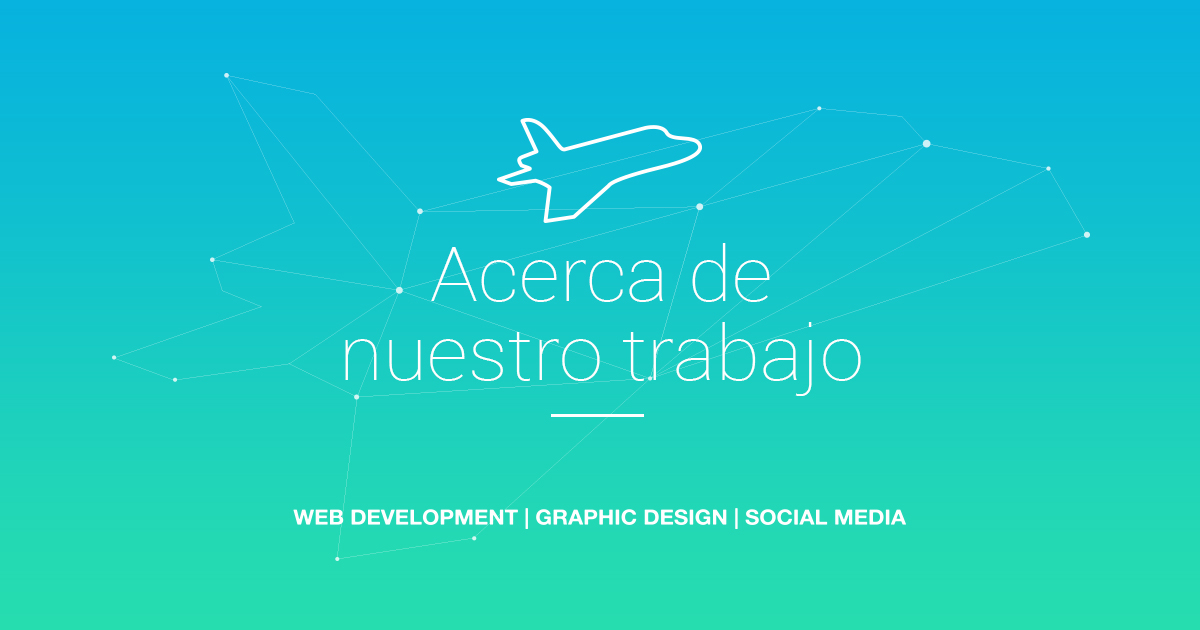 Acerca de
nuestro trabajo
WEB DEVELOPMENT | GRAPHIC DESIGN | SOCIAL MEDIA